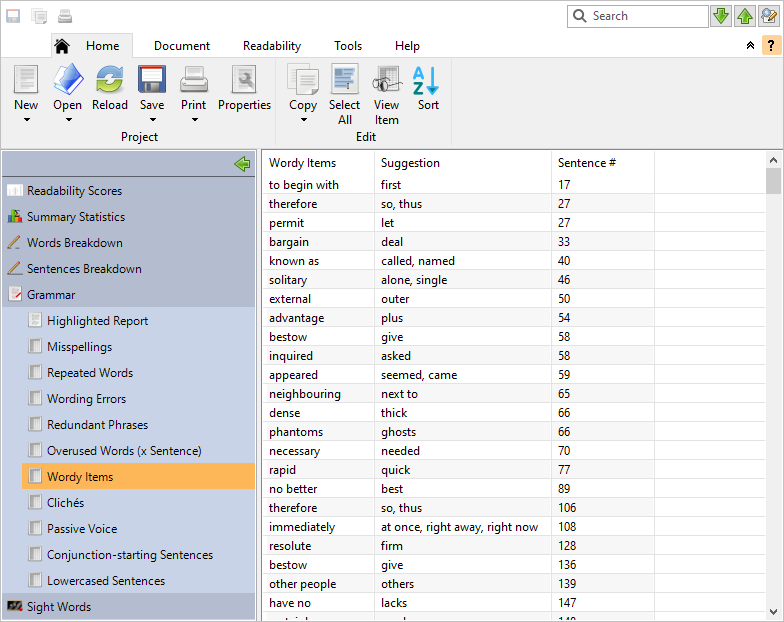 Search
Home Document Readability Tools Help
?
New Open Reload Save Print Properties Copy Select All View Item Sort
Project Edit
Readability Scores
Summary Statistics
Words Breakdown
Sentences Breakdown
Grammar
Highlighted Report
Misspellings
Repeated Words
Wording Errors
Redundant Phrases
Overused Words (x Sentence)
Wordy Items
Clichés
Passive Voice
Conjunction-starting Sentences
Lowercased Sentences
Sight Words
Wordy Items Suggestion Sentence #
to begin with first 17
therefore so, thus 27
permit let 27
bargain deal 33
known as called, named 40
solitary alone, single 46
external outer 50
advantage plus 54
bestow give 58
inquired asked 58
appeared seemed, came 59
neighbouring next to 65
dense thick 66
phantoms ghosts 66
necessary needed 70
rapid quick 77
no better best 89
therefore so, thus 106
immediately at once, right away, right now 108
resolute firm 128
bestow give 136
other people others 139
have no lacks 147